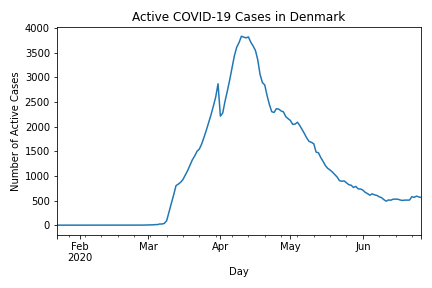 Active COVID-19 Cases in Denmark
Number of Active Cases
4000
3500
3000
2500
2000
1500
1000
500
0
Feb Mar Apr May Jun
2020
Day